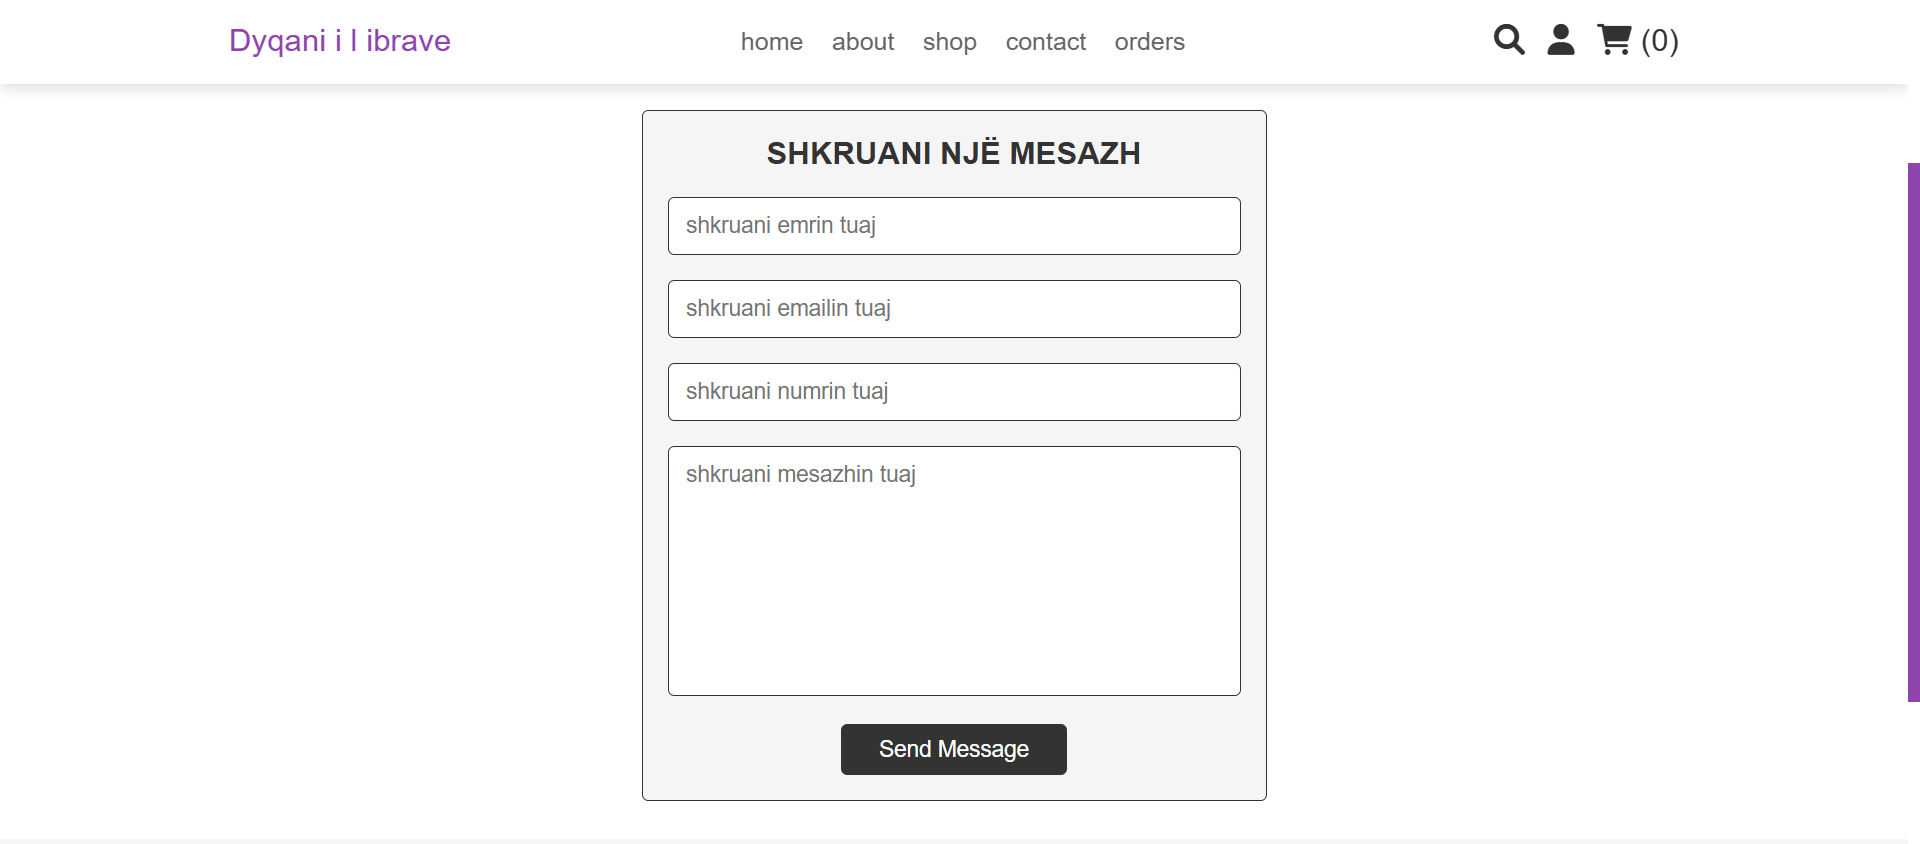 Dyqani i l ibrave
home about shop contact orders
(0)
SHKRUANI NJË MESAZH
shkruani emrin tuaj
shkruani emailin tuaj
shkruani numrin tuaj
shkruani mesazhin tuaj
Send Message